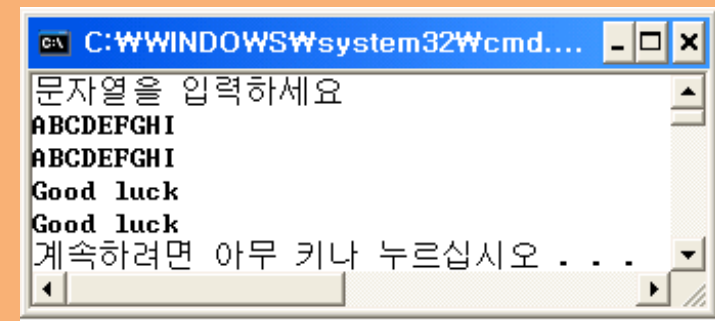 C:₩WINDOWS₩system32₩cmd....
문자열을 입력하세요
ABCDEFGHI
ABCDEFGHI
Good luck
Good luck
계속하려면 아무 키나 누르십시오 . . .